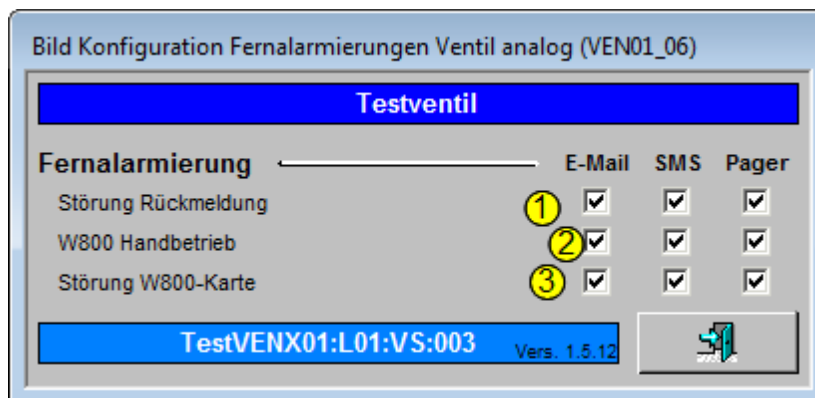 Bild Konfiguration Fernalarmierungen Ventil analog (VEN01_06)
Testventil
Fernalarmierung E-Mail SMS Pager
Störung Rückmeldung 1
W800 Handbetrieb 2
Störung W800-Karte 3
TestVENX01:L01:VS:003 Vers. 1.5.12